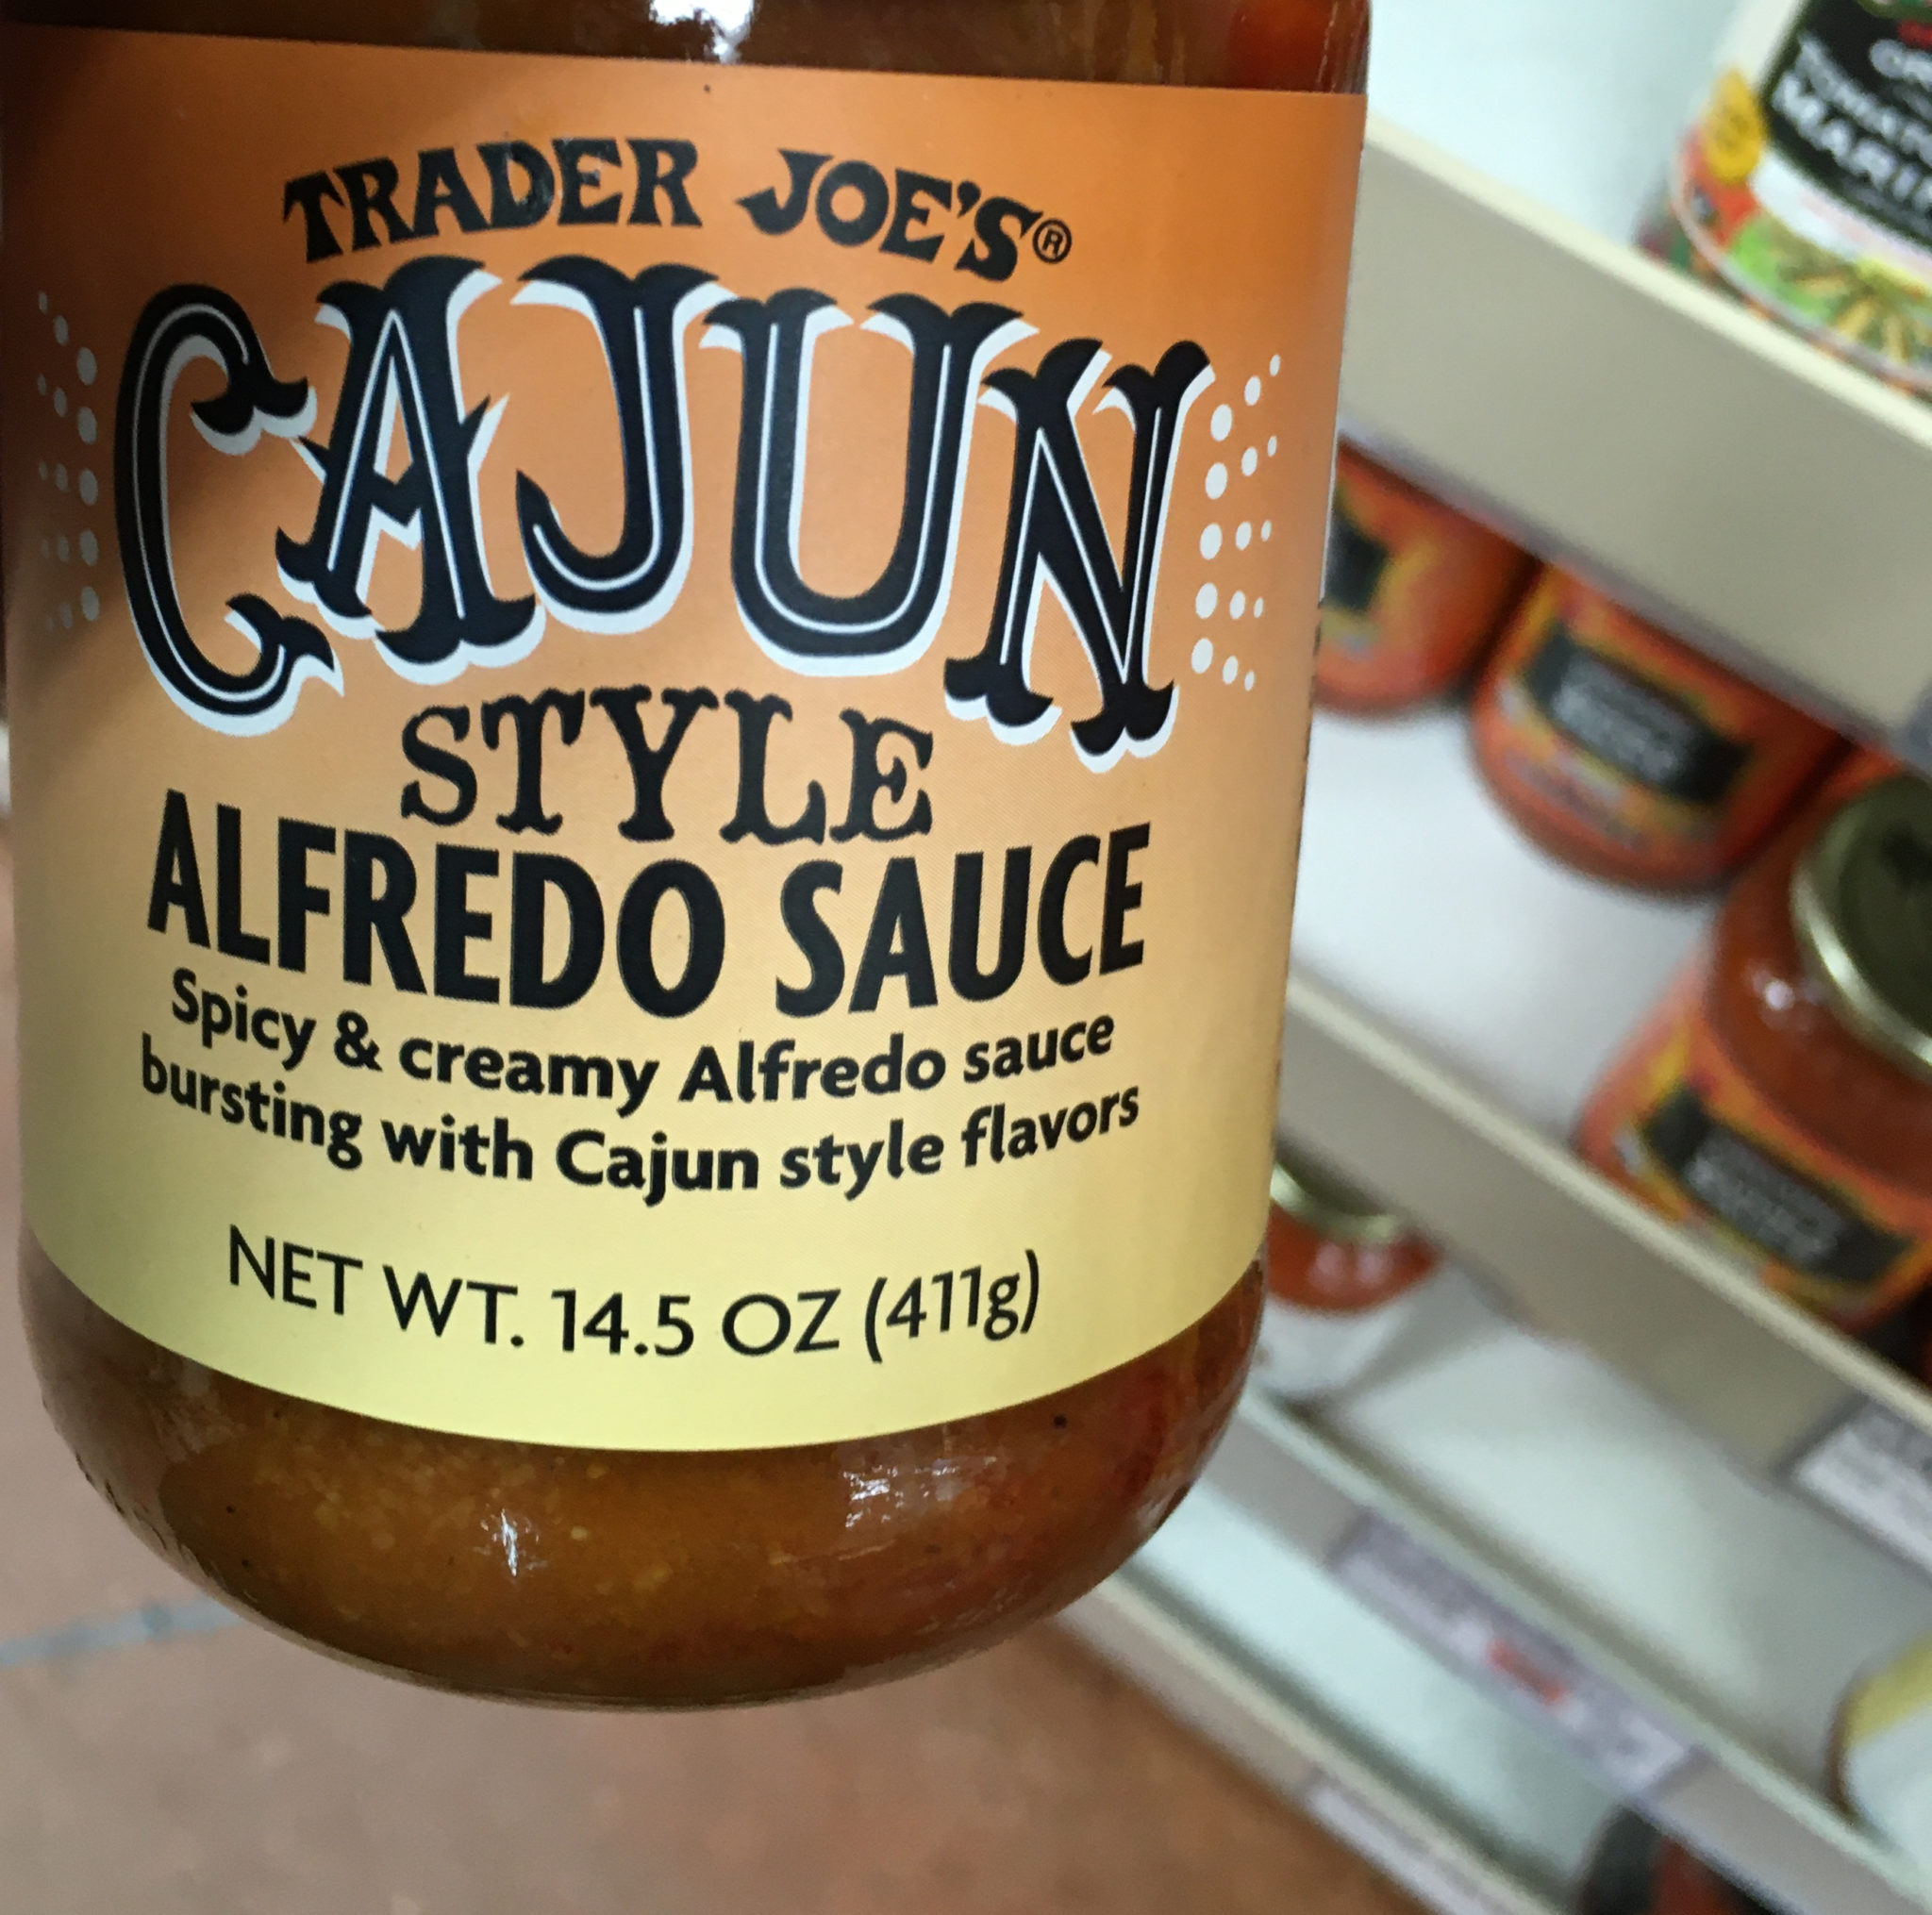 TRADER JOE'S®
CAJUN
STYLE
ALFREDO SAUCE
Spicy & creamy Alfredo sauce
bursting with Cajun style flavors
NET WT. 14.5 OZ (411g)